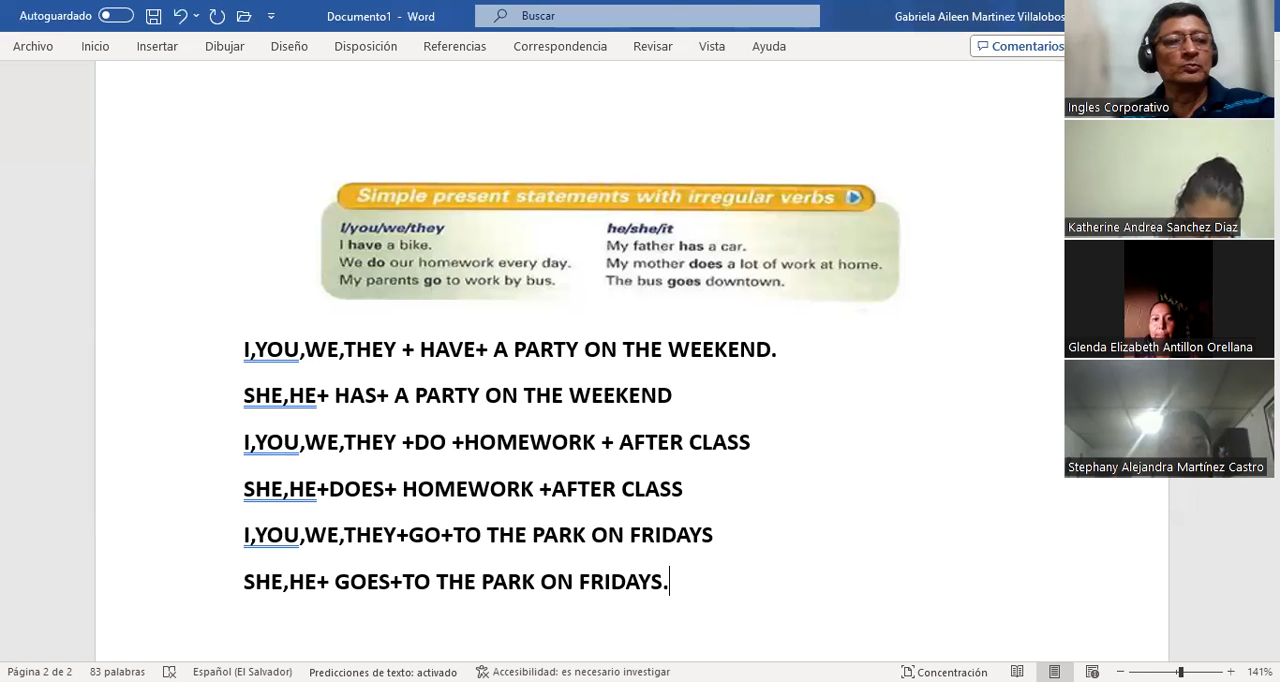 Autoguardado
Documento1 - Word
Buscar
Gabriela Aileen Martinez Villalobos
Archivo Inicio Insertar Dibujar Diseño Disposición Referencias Correspondencia Revisar Vista Ayuda
Comentarios
Simple present statements with irregular verbs
I/you/we/they
I have a bike.
We do our homework every day.
My parents go to work by bus.
he/she/it
My father has a car.
My mother does a lot of work at home.
The bus goes downtown.
I,YOU,WE,THEY + HAVE+ A PARTY ON THE WEEKEND.
SHE,HE+ HAS+ A PARTY ON THE WEEKEND
I,YOU,WE,THEY +DO +HOMEWORK + AFTER CLASS
SHE,HE+DOES+ HOMEWORK +AFTER CLASS
I,YOU,WE,THEY+GO+TO THE PARK ON FRIDAYS
SHE,HE+ GOES+TO THE PARK ON FRIDAYS.
Ingles Corporativo
Katherine Andrea Sanchez Diaz
Glenda Elizabeth Antillon Orellana
Stephany Alejandra Martínez Castro
Página 2 de 2 83 palabras Español (El Salvador) Predicciones de texto: activado Accesibilidad: es necesario investigar Concentración 141%